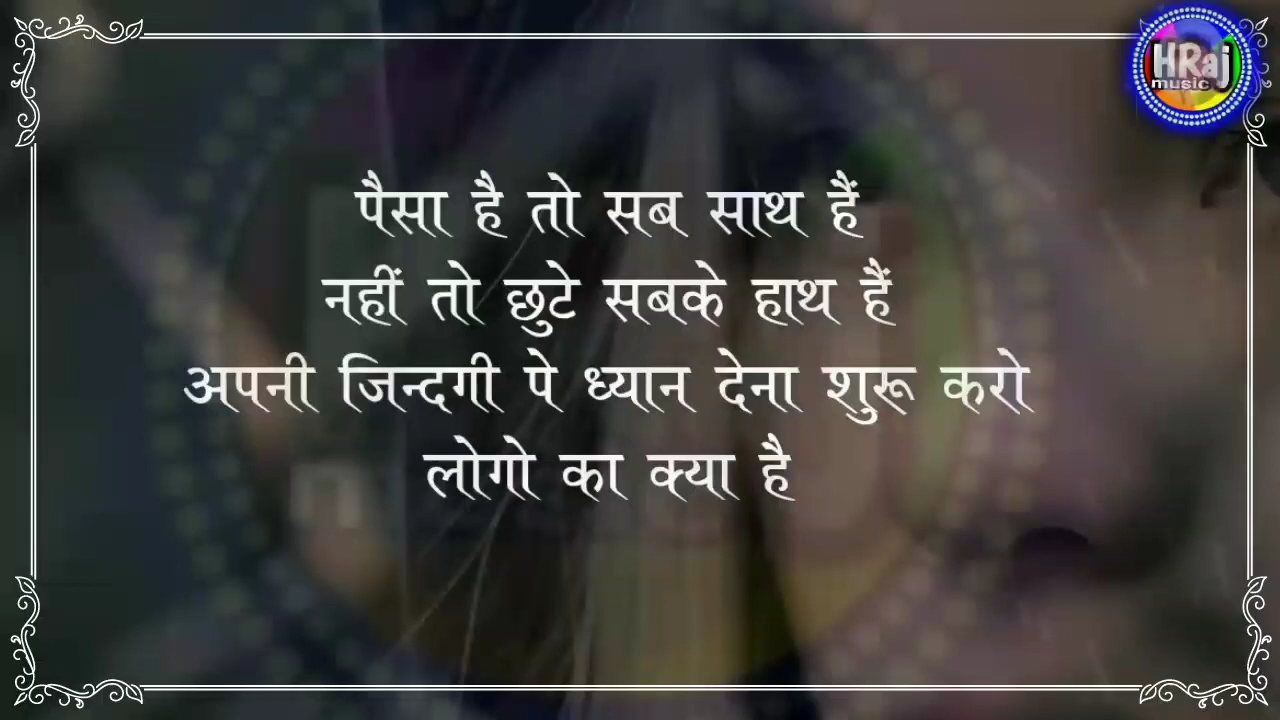 HRaj
music
पैसा है तो सब साथ हैं
नहीं तो छुटे सबके हाथ हैं
अपनी जिन्दगी पे ध्यान देना शुरू करो
लोगो का क्या है